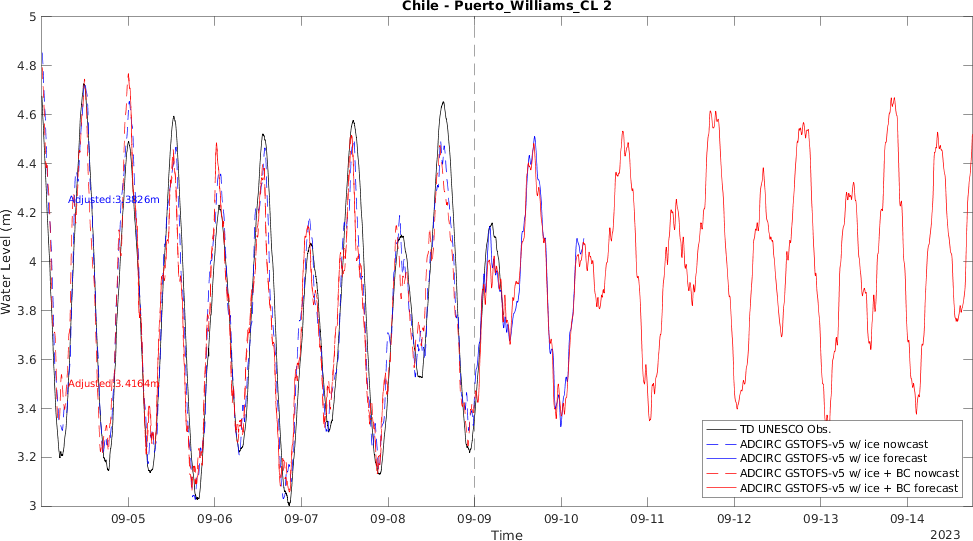 Chile - Puerto_Williams_CL 2
5
4.8
4.6
4.4
4.2
4
3.8
3.6
3.4
3.2
3
Water Level (m)
Adjusted:3.3826m
Adjusted:3.4164m
TD UNESCO Obs.
ADCIRC GSTOFS-v5 w/ ice nowcast
ADCIRC GSTOFS-v5 w/ ice forecast
ADCIRC GSTOFS-v5 w/ ice + BC nowcast
ADCIRC GSTOFS-v5 w/ ice + BC forecast
09-05 09-06 09-07 09-08 09-09 09-10 09-11 09-12 09-13 09-14
Time
2023